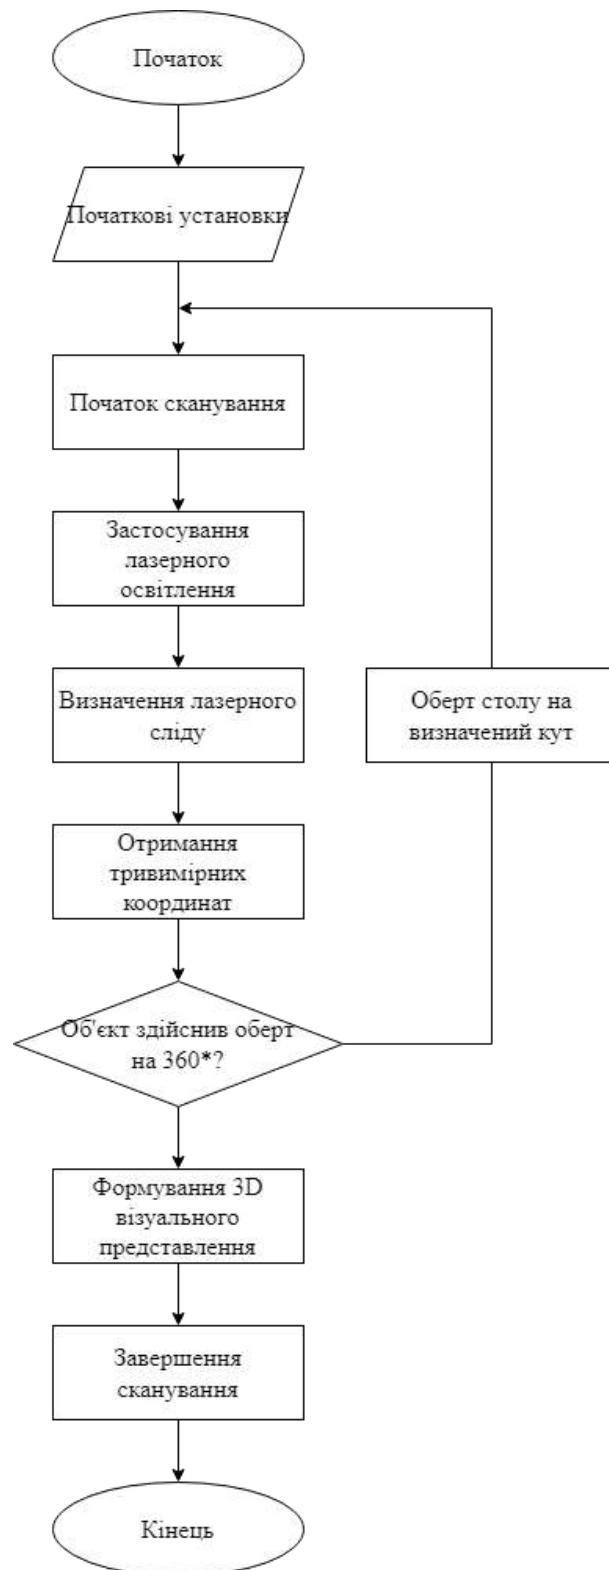 Початок
Початкові установки
Початок сканування
Застосування
лазерного
освітлення
Визначення лазерного
сліду
Оберт столу на
визначений кут
Отримання
тривимірних
координат
Об'єкт здійснив оберт
на 360*?
Формування 3D
візуального
представлення
Завершення
сканування
Кінець